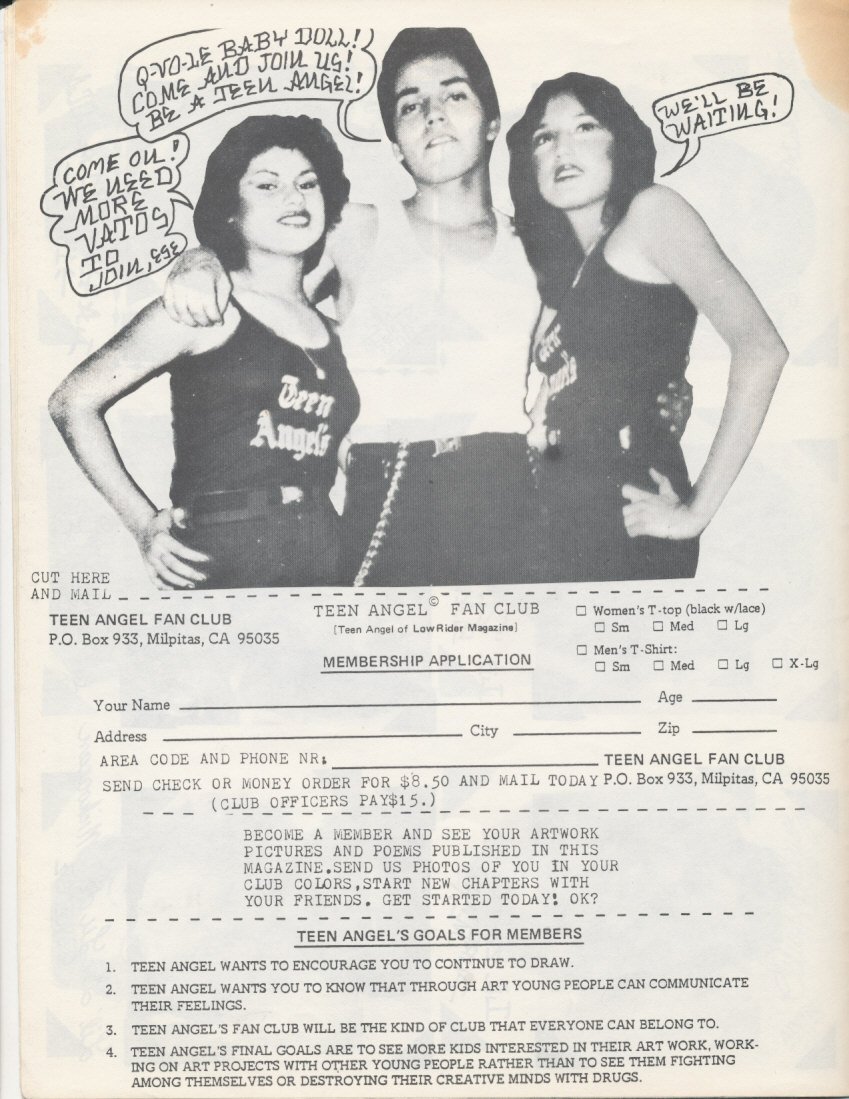 Q-VO-LE BABY DOLL!
COME AND JOIN US!
BE A TEEN ANGEL!
COME ON!
WE NEED
MORE
VATOS
TO
JOIN, ESE
WE'LL BE
WAITING!
Teen
Angel's
Teen
Angels
CUT HERE
AND MAIL
TEEN ANGEL FAN CLUB
P.O. Box 933, Milpitas, CA 95035
TEEN ANGEL© FAN CLUB
(Teen Angel of LowRider Magazine)
MEMBERSHIP APPLICATION
☐ Women's T-top (black w/lace)
☐ Sm ☐ Med ☐ Lg
☐ Men's T-Shirt:
☐ Sm ☐ Med ☐ Lg ☐ X-Lg
Your Name Age
Address City Zip
AREA CODE AND PHONE NR: TEEN ANGEL FAN CLUB
SEND CHECK OR MONEY ORDER FOR $8.50 AND MAIL TODAY P.O. Box 933, Milpitas, CA 95035
(CLUB OFFICERS PAY$15.)
BECOME A MEMBER AND SEE YOUR ARTWORK
PICTURES AND POEMS PUBLISHED IN THIS
MAGAZINE.SEND US PHOTOS OF YOU IN YOUR
CLUB COLORS,START NEW CHAPTERS WITH
YOUR FRIENDS. GET STARTED TODAY! OK?
TEEN ANGEL'S GOALS FOR MEMBERS
1. TEEN ANGEL WANTS TO ENCOURAGE YOU TO CONTINUE TO DRAW.
2. TEEN ANGEL WANTS YOU TO KNOW THAT THROUGH ART YOUNG PEOPLE CAN COMMUNICATE
THEIR FEELINGS.
3. TEEN ANGEL'S FAN CLUB WILL BE THE KIND OF CLUB THAT EVERYONE CAN BELONG TO.
4. TEEN ANGEL'S FINAL GOALS ARE TO SEE MORE KIDS INTERESTED IN THEIR ART WORK, WORK-
ING ON ART PROJECTS WITH OTHER YOUNG PEOPLE RATHER THAN TO SEE THEM FIGHTING
AMONG THEMSELVES OR DESTROYING THEIR CREATIVE MINDS WITH DRUGS.